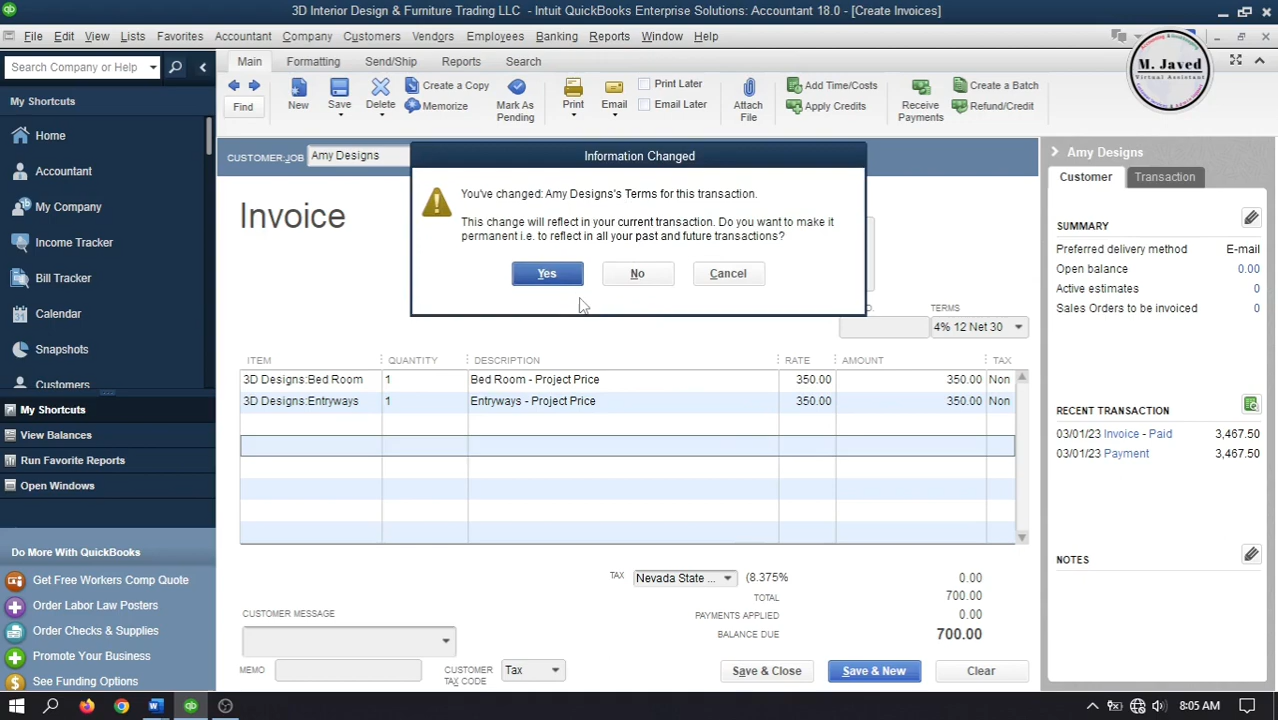 3D Interior Design & Furniture Trading LLC - Intuit QuickBooks Enterprise Solutions: Accountant 18.0 - [Create Invoices]
File Edit View Lists Favorites Accountant Company Customers Vendors Employees Banking Reports Window Help
Search Company or Help
My Shortcuts
Home
Accountant
My Company
Income Tracker
Bill Tracker
Calendar
Snapshots
Customers
My Shortcuts
View Balances
Run Favorite Reports
Open Windows
Do More With QuickBooks
Get Free Workers Comp Quote
Order Labor Law Posters
Order Checks & Supplies
Promote Your Business
See Funding Options
Main Formatting Send/Ship Reports Search
Find
New
Save
Delete
Create a Copy
Memorize
Mark As
Pending
Print
Email
Print Later
Email Later
Attach
File
Add Time/Costs
Apply Credits
Receive
Payments
Create a Batch
Refund/Credit
M. Javed
Virtual Assistant
CUSTOMER:JOB Amy Designs
Invoice
Information Changed
You've changed: Amy Designs's Terms for this transaction.
This change will reflect in your current transaction. Do you want to make it
permanent i.e. to reflect in all your past and future transactions?
Yes No Cancel
TERMS
4% 12 Net 30
ITEM QUANTITY DESCRIPTION RATE AMOUNT TAX
3D Designs:Bed Room 1 Bed Room - Project Price 350.00 350.00 Non
3D Designs:Entryways 1 Entryways - Project Price 350.00 350.00 Non
TAX Nevada State ... (8.375% 0.00
TOTAL 700.00
PAYMENTS APPLIED 0.00
BALANCE DUE 700.00
CUSTOMER MESSAGE
MEMO
CUSTOMER
TAX CODE
Tax
Save & Close Save & New Clear
Amy Designs
Customer Transaction
SUMMARY
Preferred delivery method E-mail
Open balance 0.00
Active estimates 0
Sales Orders to be invoiced 0
RECENT TRANSACTION
03/01/23 Invoice - Paid 3,467.50
03/01/23 Payment 3,467.50
NOTES
8:05 AM